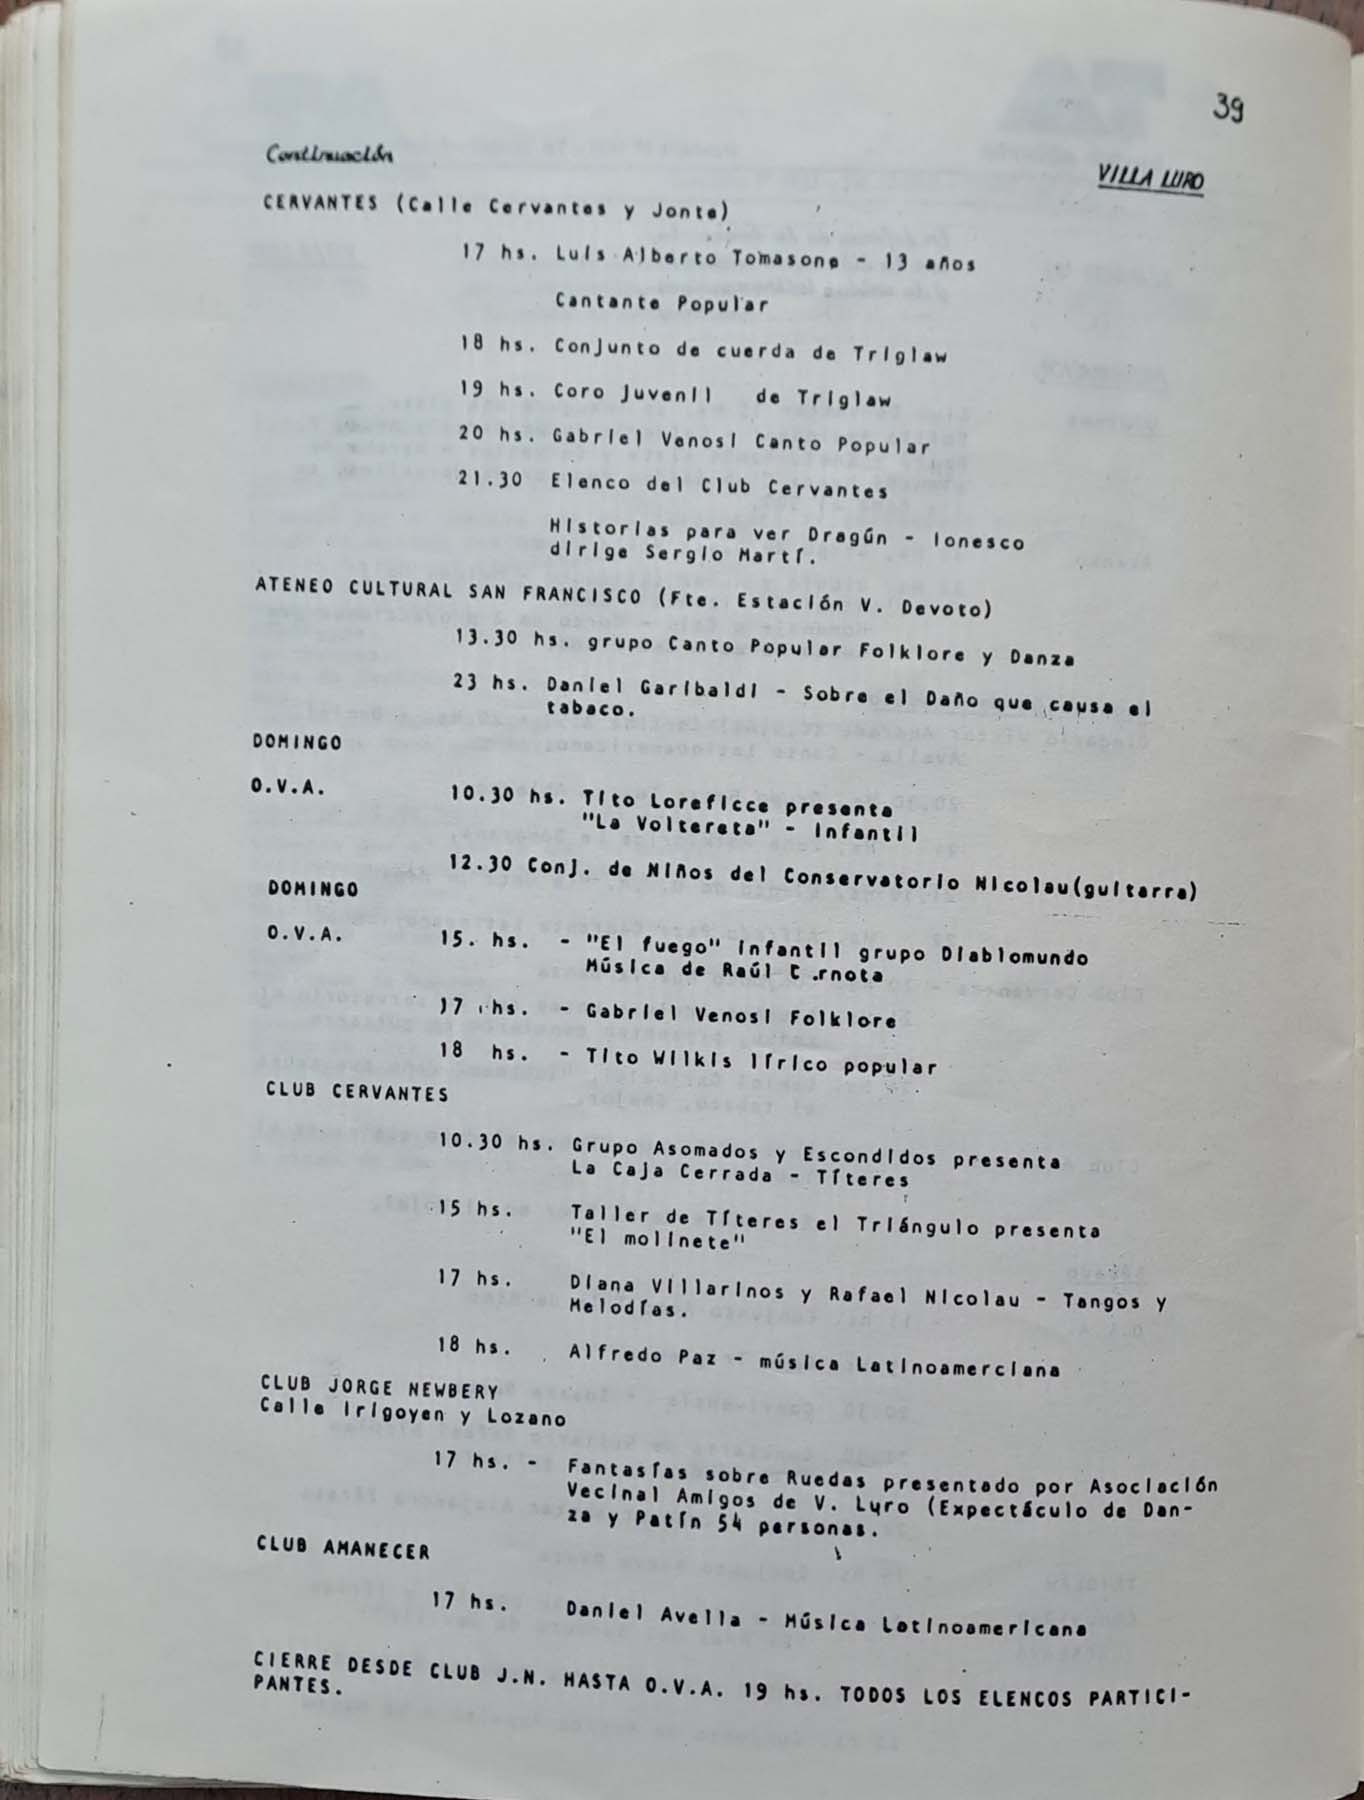 39
Continuación
VILLA LURO
CERVANTES (Calle Cervantes y Jonte)
17 hs. Luis Alberto Tomasone - 13 años
Cantante Popular
18 hs. Conjunto de cuerda de Triglaw
19 hs. Coro Juvenil de Triglaw
20 hs. Gabriel Venosi Canto Popular
21.30 Elenco del Club Cervantes
Historias para ver Dragún - Ionesco
dirige Sergio Martí.
ATENEO CULTURAL SAN FRANCISCO (Fte. Estación V. Devoto)
13.30 hs. grupo Canto Popular Folklore y Danza
23 hs. Daniel Garibaldi - Sobre el Daño que causa el
tabaco.
DOMINGO
O.V.A. 10.30 hs. Tito Loreficce presenta
"La Voltereta" - Infantil
12.30 Conj. de Niños del Conservatorio Nicolau(guitarra)
DOMINGO
O.V.A. 15. hs. - "El fuego" infantil grupo Diablomundo
Música de Raúl C.rnota
17 hs. - Gabriel Venosi Folklore
18 hs. - Tito Wilkis lírico popular
CLUB CERVANTES
10.30 hs. Grupo Asomados y Escondidos presenta
La Caja Cerrada - Títeres
15 hs. Taller de Títeres el Triángulo presenta
"El molinete"
17 hs. Diana Villarinos y Rafael Nicolau - Tangos y
Melodías.
18 hs. Alfredo Paz - música Latinoamerciana
CLUB JORGE NEWBERY
Calle Irigoyen y Lozano
17 hs. - Fantasías sobre Ruedas presentado por Asociación
Vecinal Amigos de V. Lyro (Expectáculo de Dan-
za y Patín 54 personas.
CLUB AMANECER
17 hs. Daniel Avella - Música Latinoamericana
CIERRE DESDE CLUB J.N. HASTA O.V.A. 19 hs. TODOS LOS ELENCOS PARTICI-
PANTES.